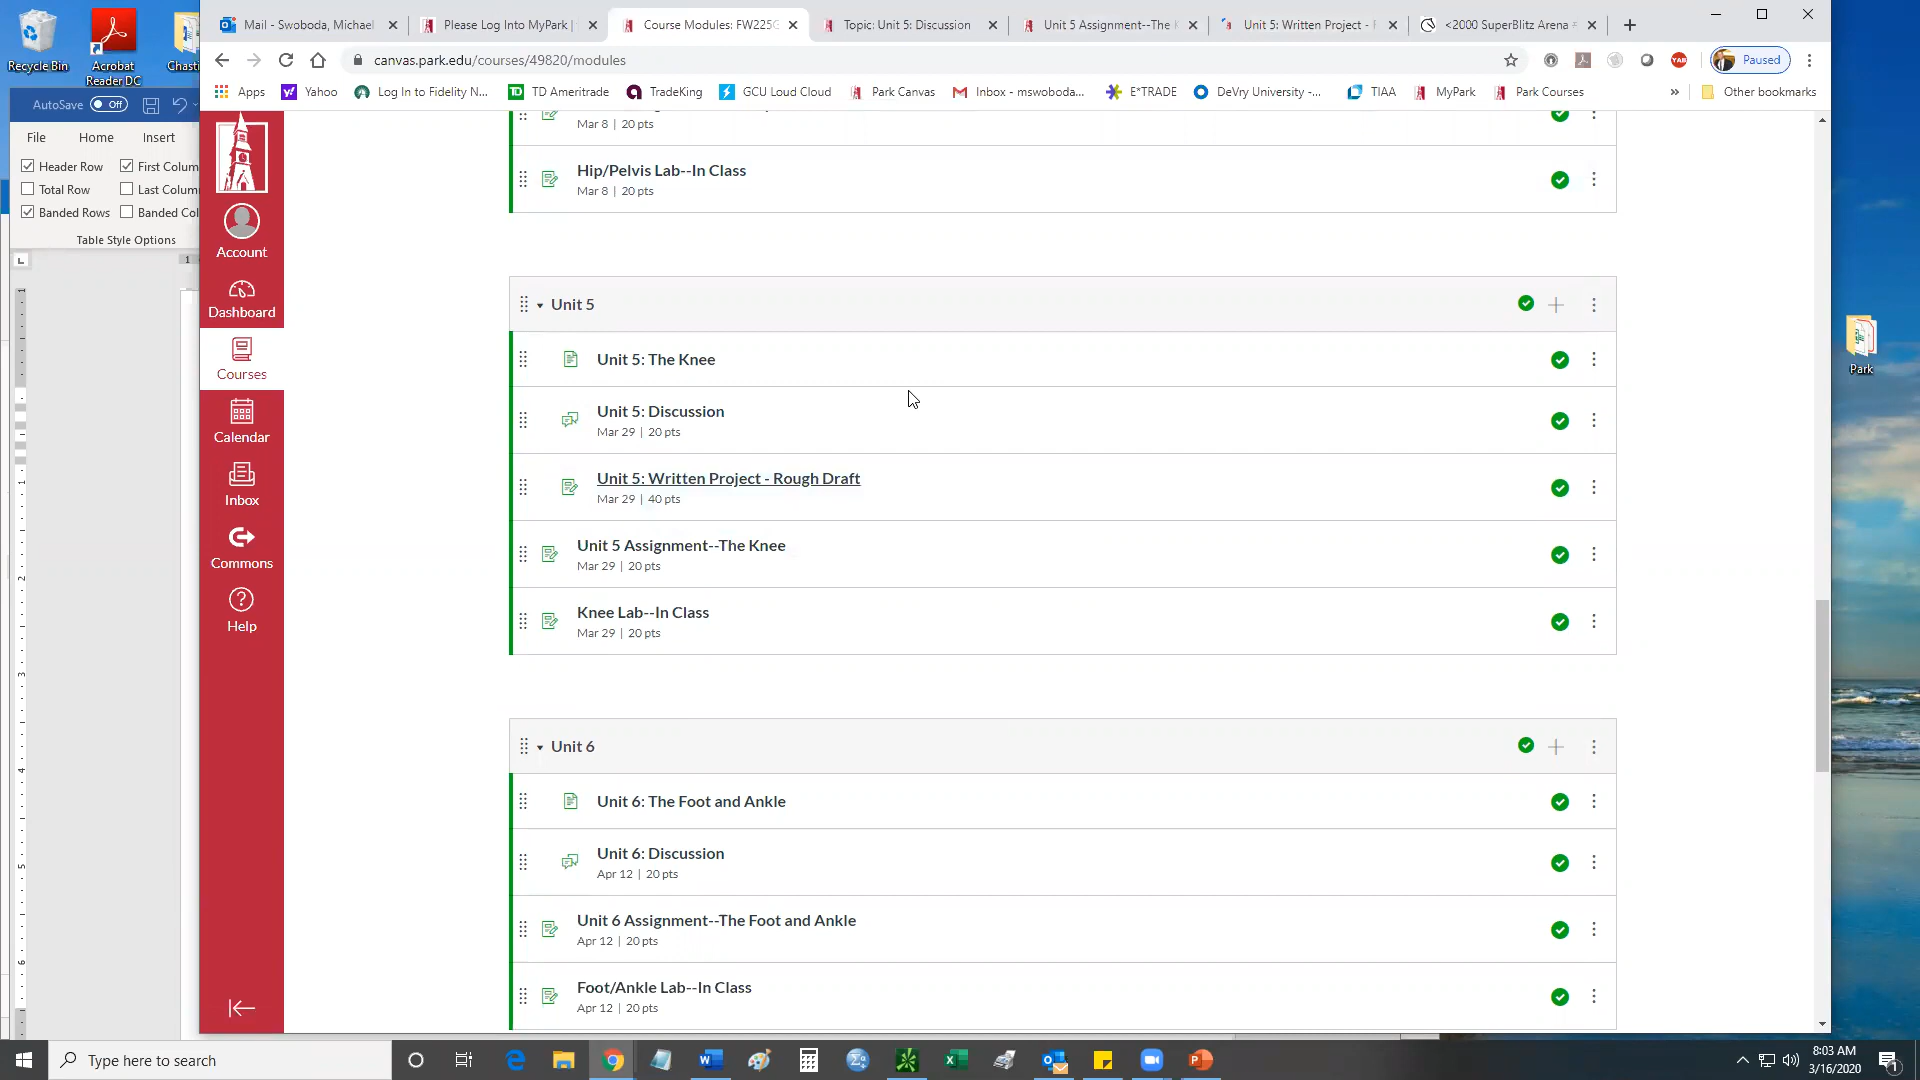 Recycle Bin
Acrobat Reader DC
Mail - Swoboda, Michael
Please Log Into MyPark |
Course Modules: FW225G
Topic: Unit 5: Discussion
Unit 5 Assignment--The K
Unit 5: Written Project -
<2000 SuperBlitz Arena
canvas.park.edu/courses/49820/modules
Paused
Apps
Yahoo
Log In to Fidelity N...
TD Ameritrade
TradeKing
GCU Loud Cloud
Park Canvas
Inbox - mswoboda...
E*TRADE
DeVry University -...
TIAA
MyPark
Park Courses
»
Other bookmarks
AutoSave Off
File Home Insert
Header Row First Colum
Total Row Last Colum
Banded Rows Banded Col
Table Style Options
Account
Dashboard
Courses
Calendar
Inbox
Commons
Help
Mar 8 | 20 pts
Hip/Pelvis Lab--In Class
Mar 8 | 20 pts
Unit 5
Unit 5: The Knee
Unit 5: Discussion
Mar 29 | 20 pts
Unit 5: Written Project - Rough Draft
Mar 29 | 40 pts
Unit 5 Assignment--The Knee
Mar 29 | 20 pts
Knee Lab--In Class
Mar 29 | 20 pts
Unit 6
Unit 6: The Foot and Ankle
Unit 6: Discussion
Apr 12 | 20 pts
Unit 6 Assignment--The Foot and Ankle
Apr 12 | 20 pts
Foot/Ankle Lab--In Class
Apr 12 | 20 pts
Park
Type here to search
8:03 AM
3/16/2020